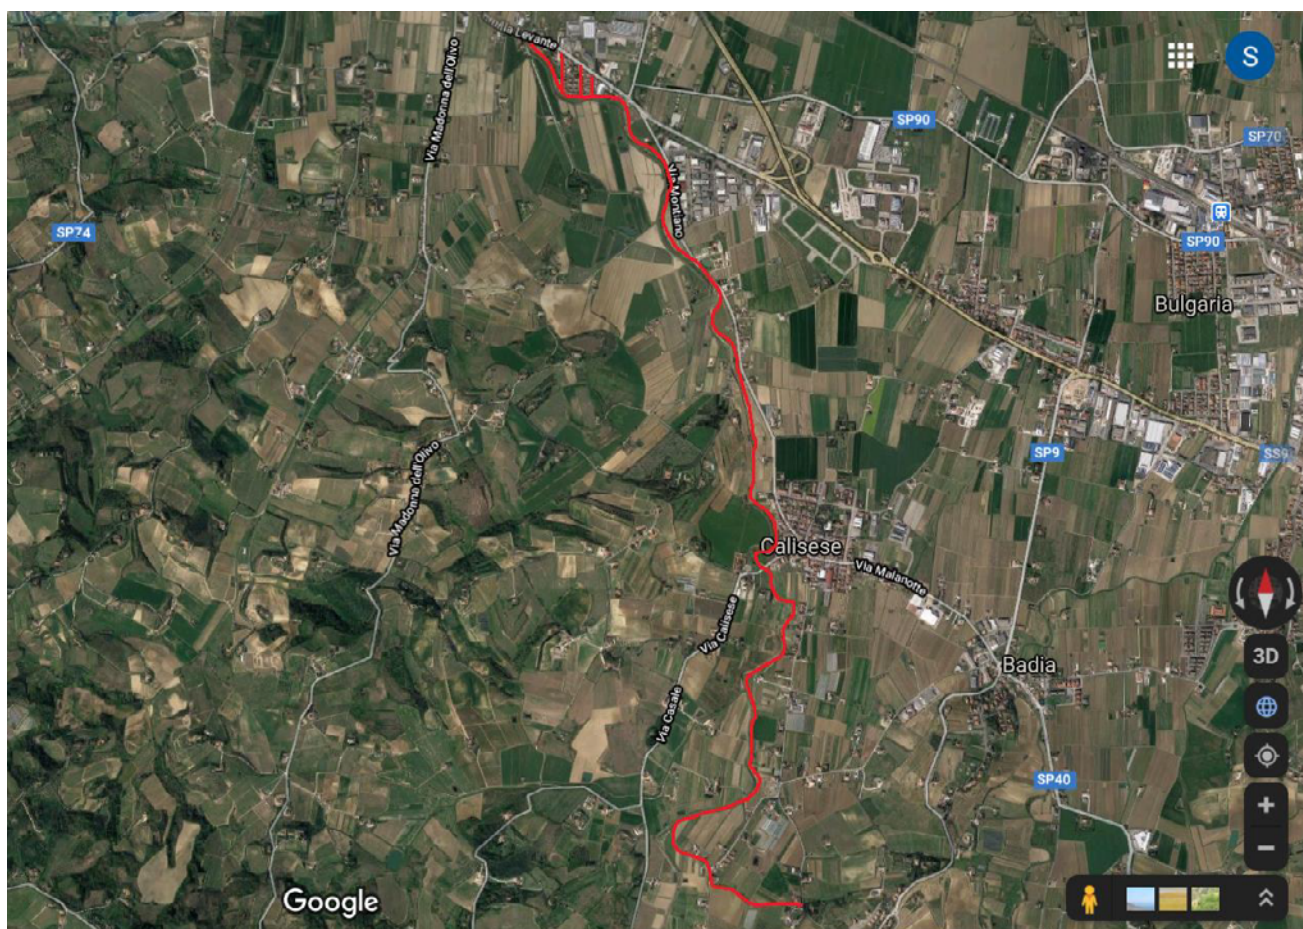 Levante
S
Via Madonna dell'Olivo
SP90
SP70
Via Montiano
SP74
SP90
Bulgaria
Via Madonna dell'Olivo
SP9
SS9
Calisese
Via Malanotte
Via Calisese
Badia
3D
Via Casale
SP40
Google